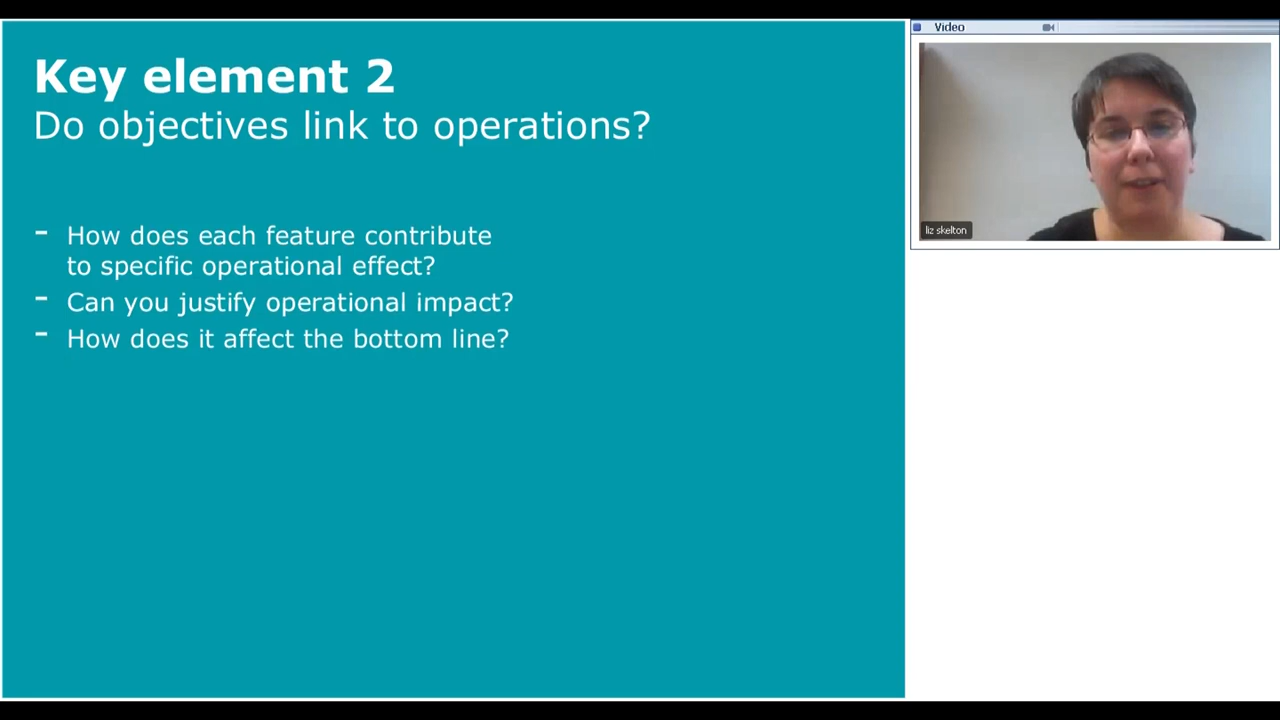 Key element 2
Do objectives link to operations?
- How does each feature contribute
to specific operational effect?
- Can you justify operational impact?
- How does it affect the bottom line?
Video
liz skelton